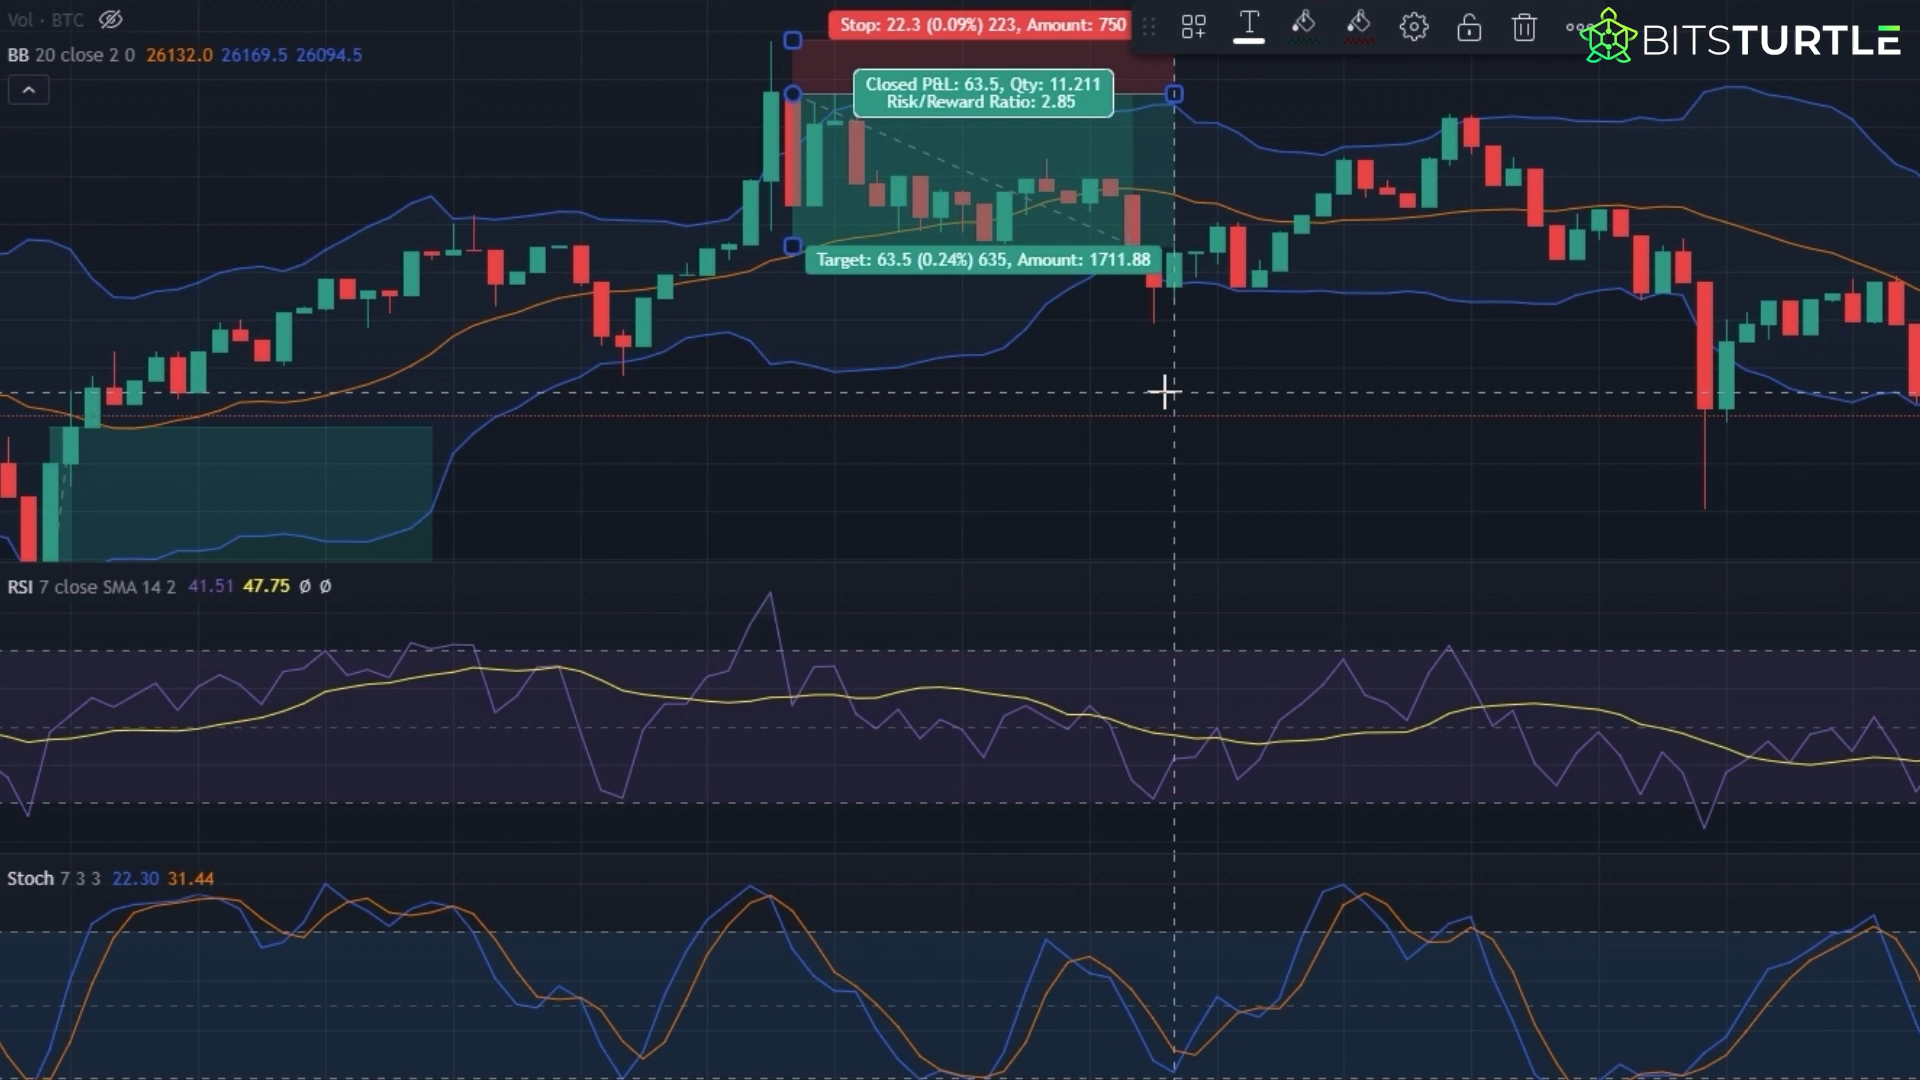 Vol · BTC
Stop: 22.3 (0.09%) 223, Amount: 750
BITSTURTLE
BB 20 close 2 0 26132.0 26169.5 26094.5
Closed P&L: 63.5, Qty: 11.211
Risk/Reward Ratio: 2.85
Target: 63.5 (0.24%) 635, Amount: 1711.88
RSI 7 close SMA 14 2 41.51 47.75 Ø Ø
Stoch 7 3 3 22.30 31.44